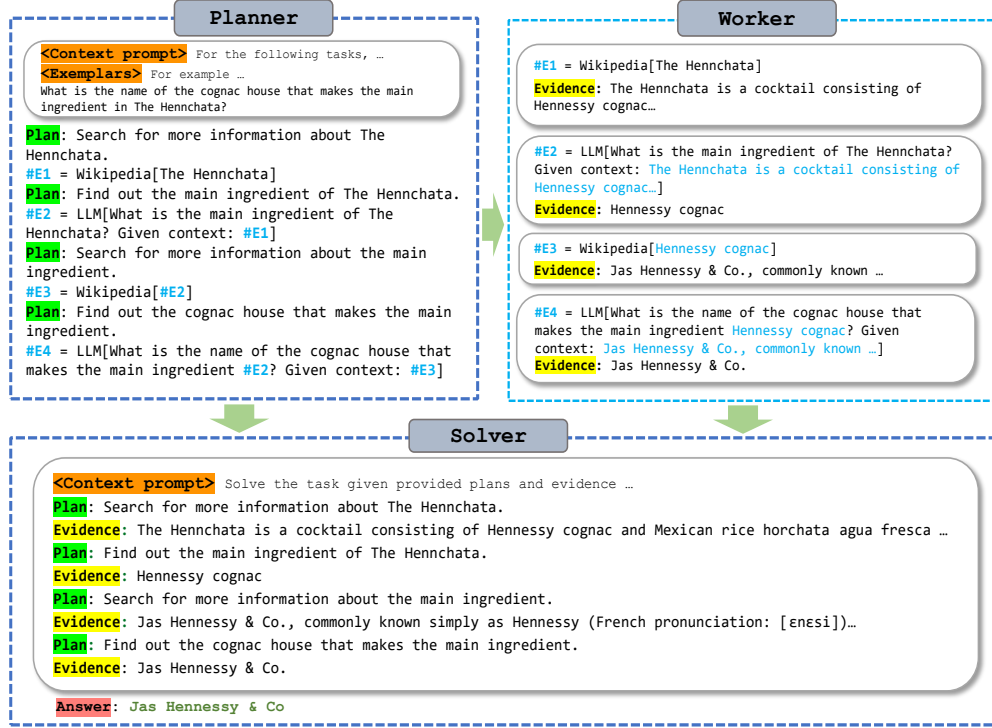 Planner
<Context prompt> For the following tasks, …
<Exemplars> For example …
What is the name of the cognac house that makes the main
ingredient in The Hennchata?
Plan: Search for more information about The
Hennchata.
#E1 = Wikipedia[The Hennchata]
Plan: Find out the main ingredient of The Hennchata.
#E2 = LLM[What is the main ingredient of The
Hennchata? Given context: #E1]
Plan: Search for more information about the main
ingredient.
#E3 = Wikipedia[#E2]
Plan: Find out the cognac house that makes the main
ingredient.
#E4 = LLM[What is the name of the cognac house that
makes the main ingredient #E2? Given context: #E3]
Worker
#E1 = Wikipedia[The Hennchata]
Evidence: The Hennchata is a cocktail consisting of
Hennessy cognac…
#E2 = LLM[What is the main ingredient of The Hennchata?
Given context: The Hennchata is a cocktail consisting of
Hennessy cognac…]
Evidence: Hennessy cognac
#E3 = Wikipedia[Hennessy cognac]
Evidence: Jas Hennessy & Co., commonly known …
#E4 = LLM[What is the name of the cognac house that
makes the main ingredient Hennessy cognac? Given
context: Jas Hennessy & Co., commonly known …]
Evidence: Jas Hennessy & Co.
Solver
<Context prompt> Solve the task given provided plans and evidence …
Plan: Search for more information about The Hennchata.
Evidence: The Hennchata is a cocktail consisting of Hennessy cognac and Mexican rice horchata agua fresca …
Plan: Find out the main ingredient of The Hennchata.
Evidence: Hennessy cognac
Plan: Search for more information about the main ingredient.
Evidence: Jas Hennessy & Co., commonly known simply as Hennessy (French pronunciation: [ɛnɛsi])…
Plan: Find out the cognac house that makes the main ingredient.
Evidence: Jas Hennessy & Co.
Answer: Jas Hennessy & Co